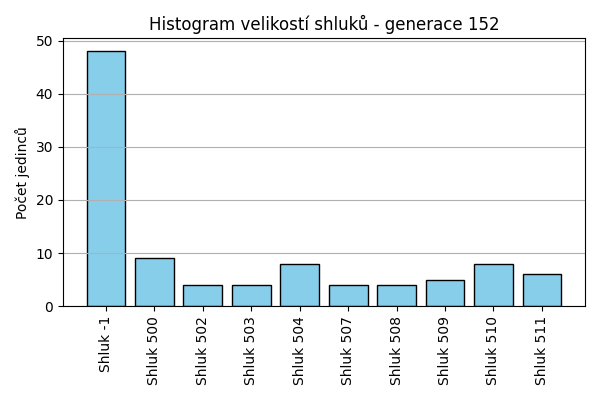 Histogram velikostí shluků - generace 152
Počet jedinců
50
40
30
20
10
0
Shluk -1
Shluk 500
Shluk 502
Shluk 503
Shluk 504
Shluk 507
Shluk 508
Shluk 509
Shluk 510
Shluk 511